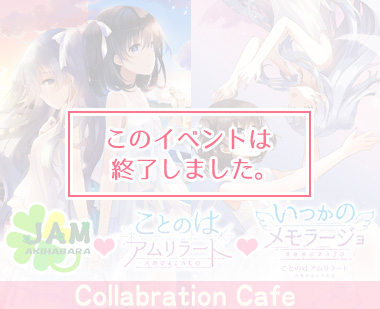 このイベントは
終了しました。
JAM
AKIHABARA
ことのは
アムリラート
いつかの
メモラージョ
ことのはアムリラート
Collabration Cafe